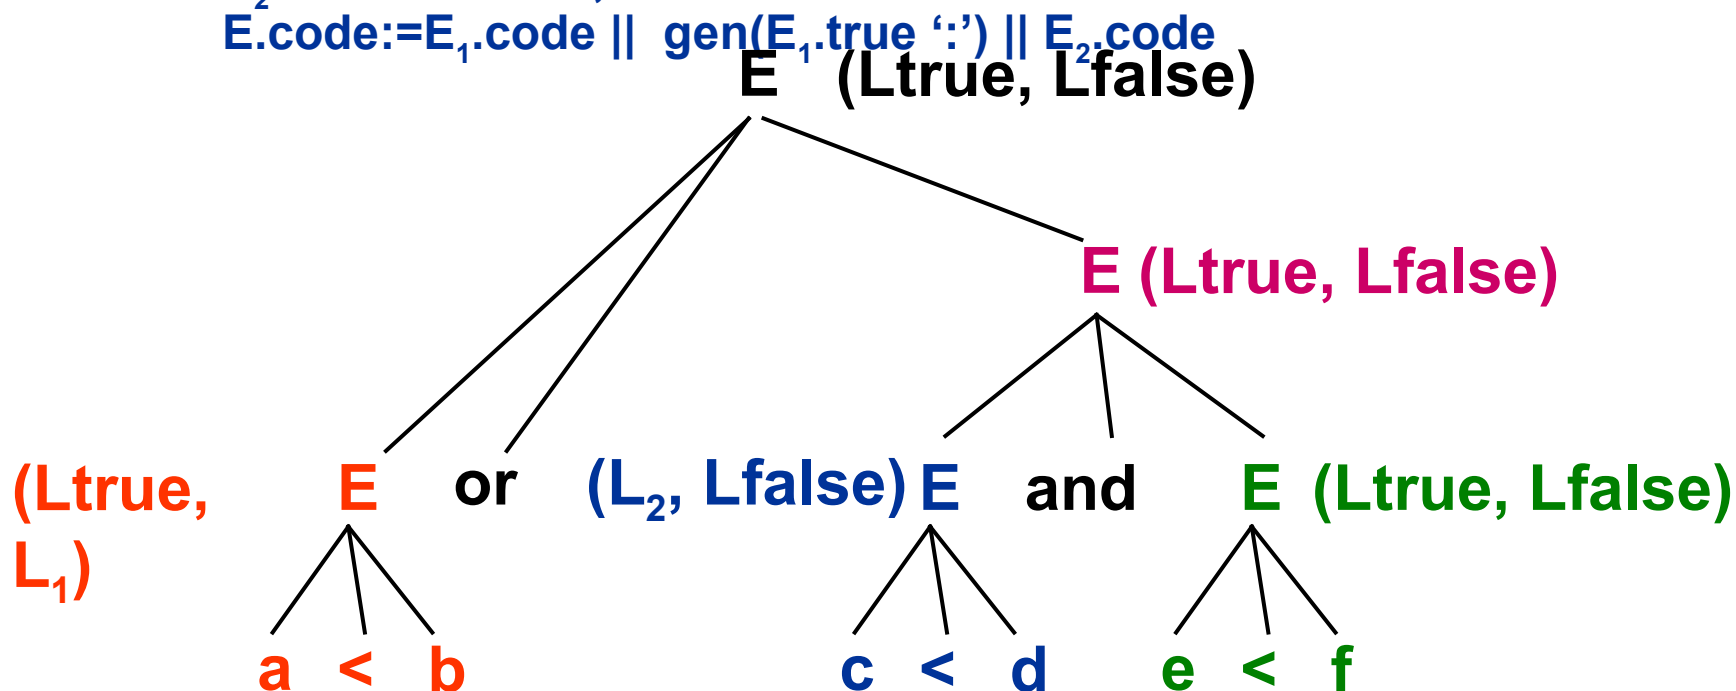 E.code:=E₁.code || gen(E₁.true ‘:’) || E₂.code
E (Ltrue, Lfalse)
E (Ltrue, Lfalse)
(Ltrue, E or (L₂, Lfalse) E and E (Ltrue, Lfalse)
L₁)
a < b c < d e < f